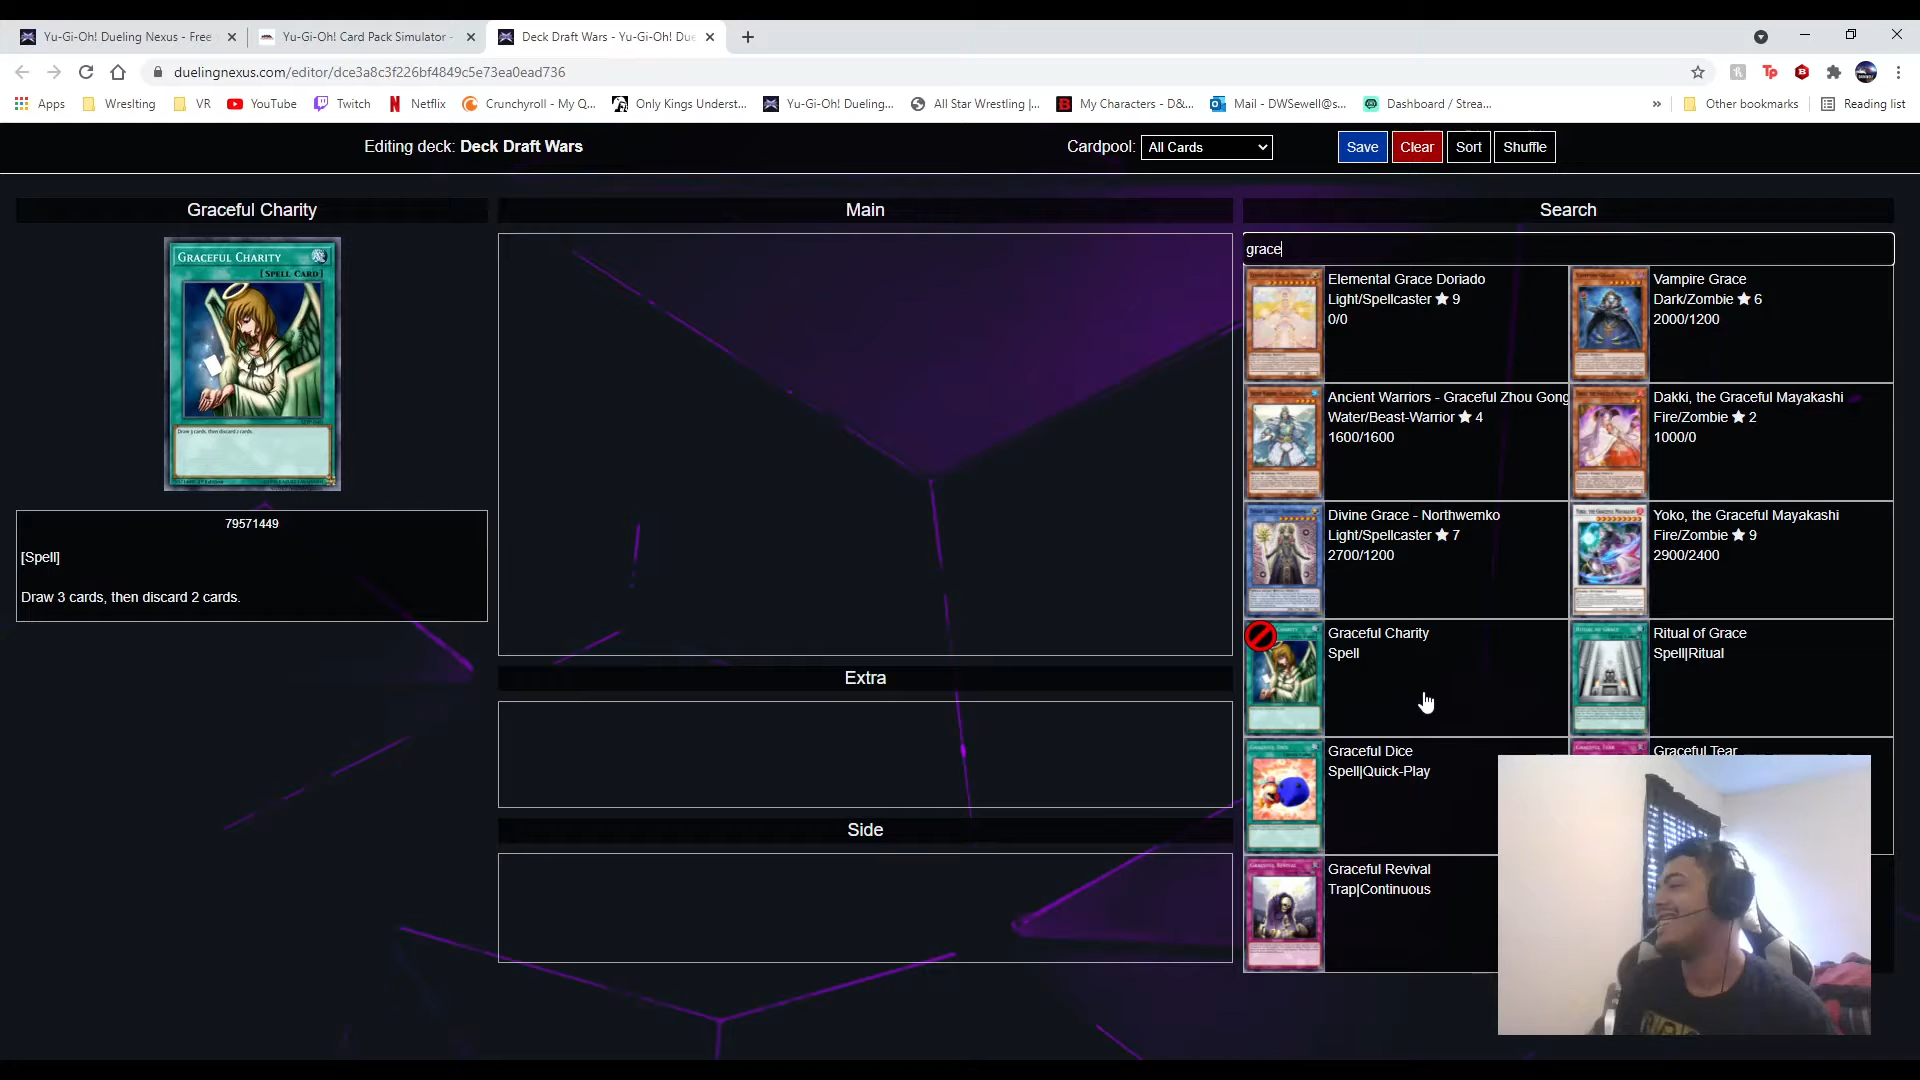 Yu-Gi-Oh! Dueling Nexus - Free
Yu-Gi-Oh! Card Pack Simulator -
Deck Draft Wars - Yu-Gi-Oh! Due
duelingnexus.com/editor/dce3a8c3f226bf4849c5e73ea0ead736
Apps
Wreslting
VR
YouTube
Twitch
Netflix
Crunchyroll - My Q...
Only Kings Underst...
Yu-Gi-Oh! Dueling...
All Star Wrestling |...
My Characters - D&...
Mail - DWSewell@s...
Dashboard / Strea...
»
Other bookmarks
Reading list
Editing deck: Deck Draft Wars
Cardpool:
All Cards
Save
Clear
Sort
Shuffle
Graceful Charity
GRACEFUL CHARITY
[SPELL CARD]
Draw 3 cards, then discard 2 cards.
79571449
[Spell]
Draw 3 cards, then discard 2 cards.
Main
Extra
Side
Search
grace
Elemental Grace Doriado
Light/Spellcaster ★ 9
0/0
Vampire Grace
Dark/Zombie ★ 6
2000/1200
Ancient Warriors - Graceful Zhou Gong
Water/Beast-Warrior ★ 4
1600/1600
Dakki, the Graceful Mayakashi
Fire/Zombie ★ 2
1000/0
Divine Grace - Northwemko
Light/Spellcaster ★ 7
2700/1200
Yoko, the Graceful Mayakashi
Fire/Zombie ★ 9
2900/2400
Graceful Charity
Spell
Ritual of Grace
Spell|Ritual
Graceful Dice
Spell|Quick-Play
Graceful Tear
Graceful Revival
Trap|Continuous